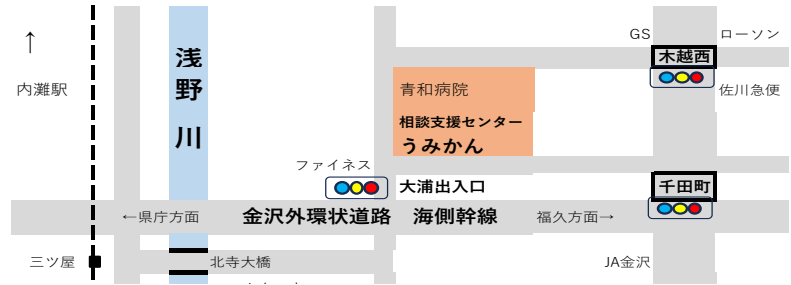 GS
ローソン
木越西
内灘駅
浅野川
青和病院
佐川急便
相談支援センター
うみかん
ファイネス
大浦出入口
千田町
←県庁方面
金沢外環状道路 海側幹線
福久方面→
三ツ屋
北寺大橋
JA金沢